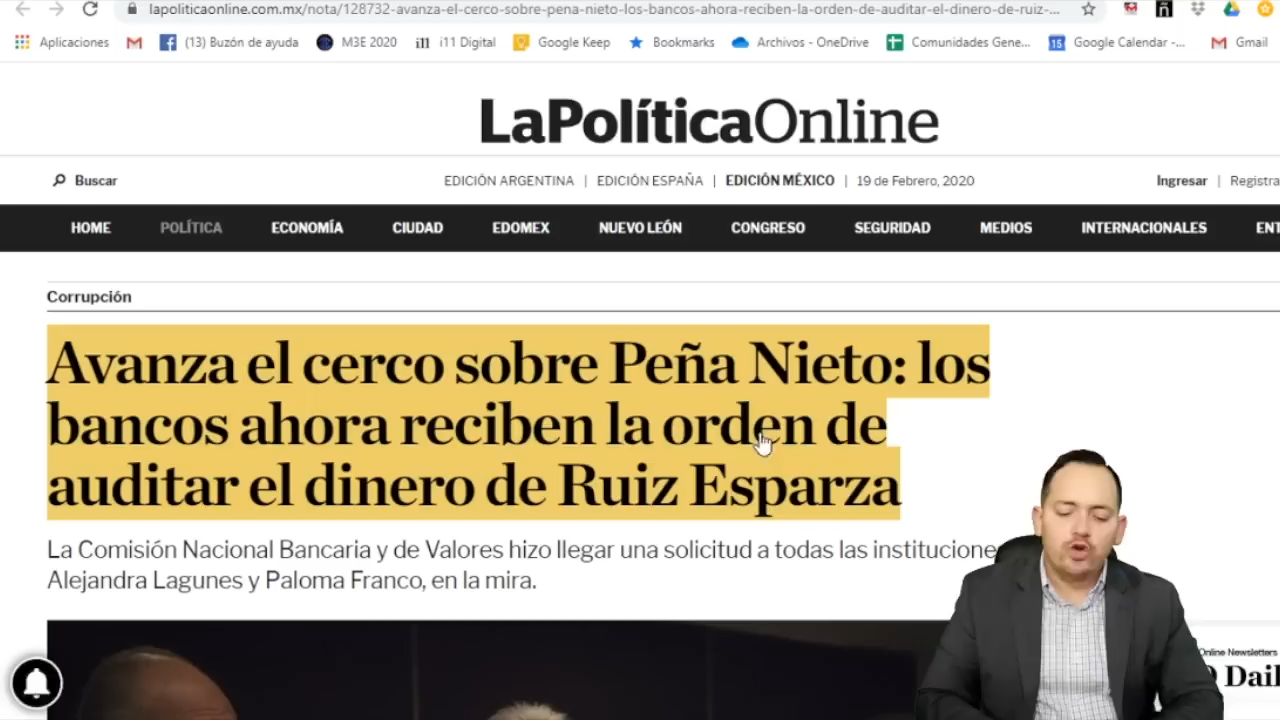 lapoliticaonline.com.mx/nota/128732-avanza-el-cerco-sobre-pena-nieto-los-bancos-ahora-reciben-la-orden-de-auditar-el-dinero-de-ruiz-...
Aplicaciones (13) Buzón de ayuda M3E 2020 i11 i11 Digital Google Keep Bookmarks Archivos - OneDrive Comunidades Gene... 15 Google Calendar -... Gmail
LaPolíticaOnline
Buscar EDICIÓN ARGENTINA | EDICIÓN ESPAÑA | EDICIÓN MÉXICO | 19 de Febrero, 2020 Ingresar | Registra
HOME POLÍTICA ECONOMÍA CIUDAD EDOMEX NUEVO LEÓN CONGRESO SEGURIDAD MEDIOS INTERNACIONALES ENT
Corrupción
Avanza el cerco sobre Peña Nieto: los
bancos ahora reciben la orden de
auditar el dinero de Ruiz Esparza
La Comisión Nacional Bancaria y de Valores hizo llegar una solicitud a todas las institucione
Alejandra Lagunes y Paloma Franco, en la mira.
Online Newsletters
Dail